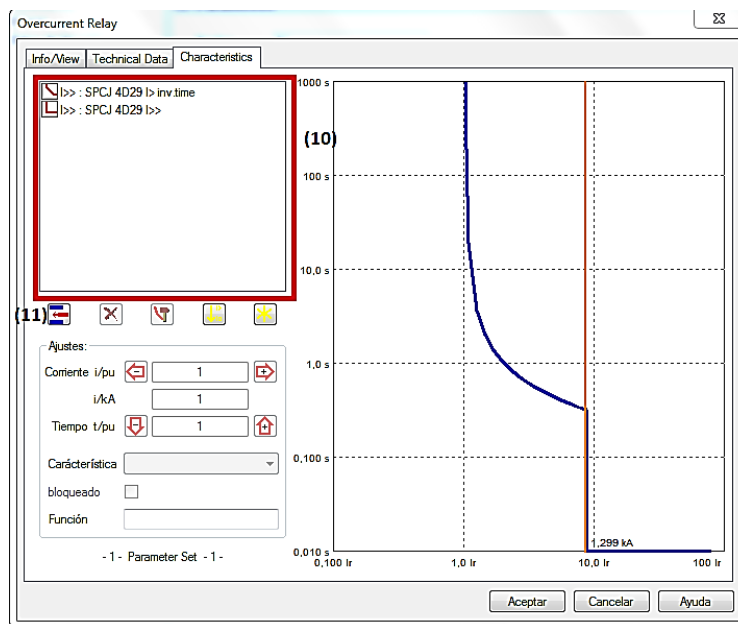 Overcurrent Relay
Info/View
Technical Data
Characteristics
I>> : SPCJ 4D29 I> inv.time
I>> : SPCJ 4D29 I>>
(10)
(11)
Ajustes:
Corriente i/pu
1
i/kA
1
Tiempo t/pu
1
Carácterística
bloqueado
Función
- 1 - Parameter Set - 1 -
1000 s
100 s
10,0 s
1,0 s
0,100 s
0,010 s
1,299 kA
0,100 Ir
1,0 Ir
10,0 Ir
100 Ir
Aceptar
Cancelar
Ayuda